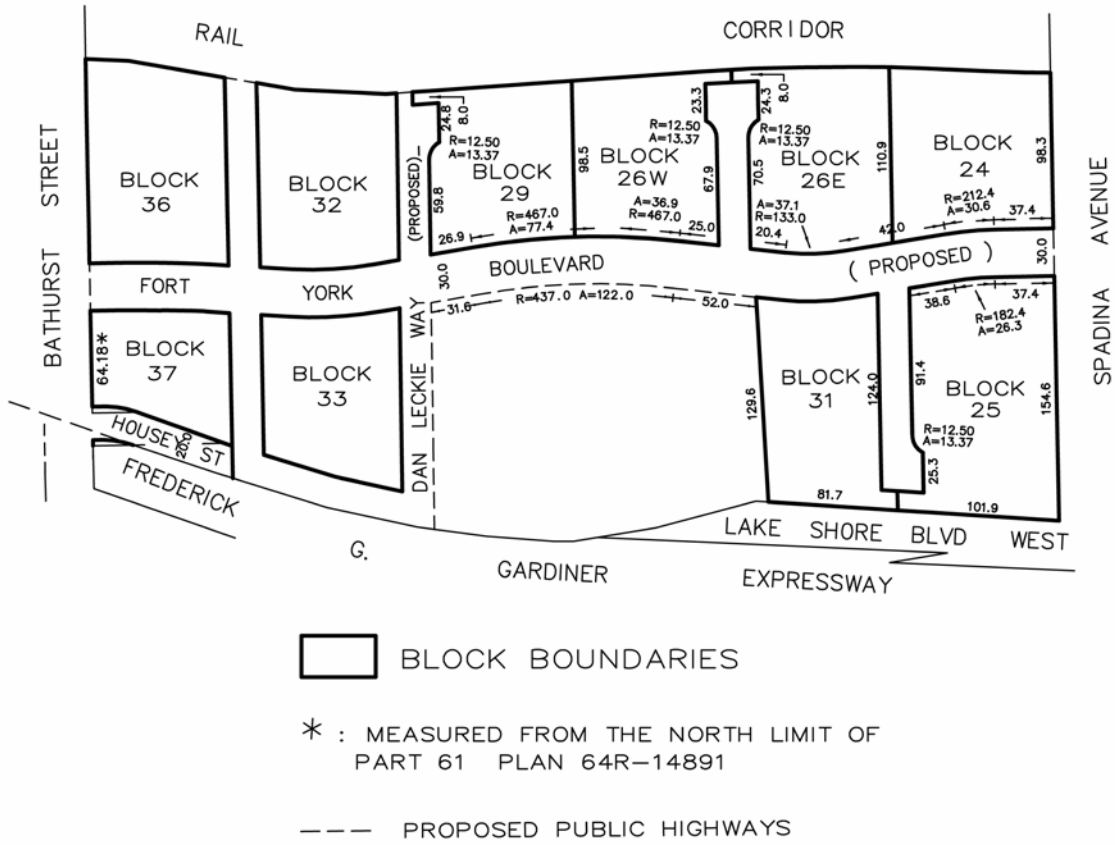 RAIL CORRIDOR
BATHURST STREET
SPADINA AVENUE
BLOCK
36
BLOCK
32
(PROPOSED)
24.8
8.0
R=12.50
A=13.37
BLOCK
29
59.8
R=467.0
A=77.4
26.9
98.5
23.3
R=12.50
A=13.37
BLOCK
26W
67.9
A=36.9
R=467.0
25.0
24.3
8.0
R=12.50
A=13.37
BLOCK
26E
70.5
A=37.1
R=133.0
20.4
110.9
42.0
BLOCK
24
98.3
R=212.4
A=30.6
37.4
FORT YORK BOULEVARD (PROPOSED)
30.0
30.0
64.18*
BLOCK
37
BLOCK
33
DAN LECKIE WAY
31.6
R=437.0 A=122.0
52.0
129.6
BLOCK
31
124.0
81.7
38.6
37.4
R=182.4
A=26.3
91.4
BLOCK
25
154.6
R=12.50
A=13.37
25.3
101.9
HOUSEY ST
20.0
FREDERICK G. GARDINER EXPRESSWAY
LAKE SHORE BLVD WEST
BLOCK BOUNDARIES
* : MEASURED FROM THE NORTH LIMIT OF
PART 61 PLAN 64R-14891
PROPOSED PUBLIC HIGHWAYS